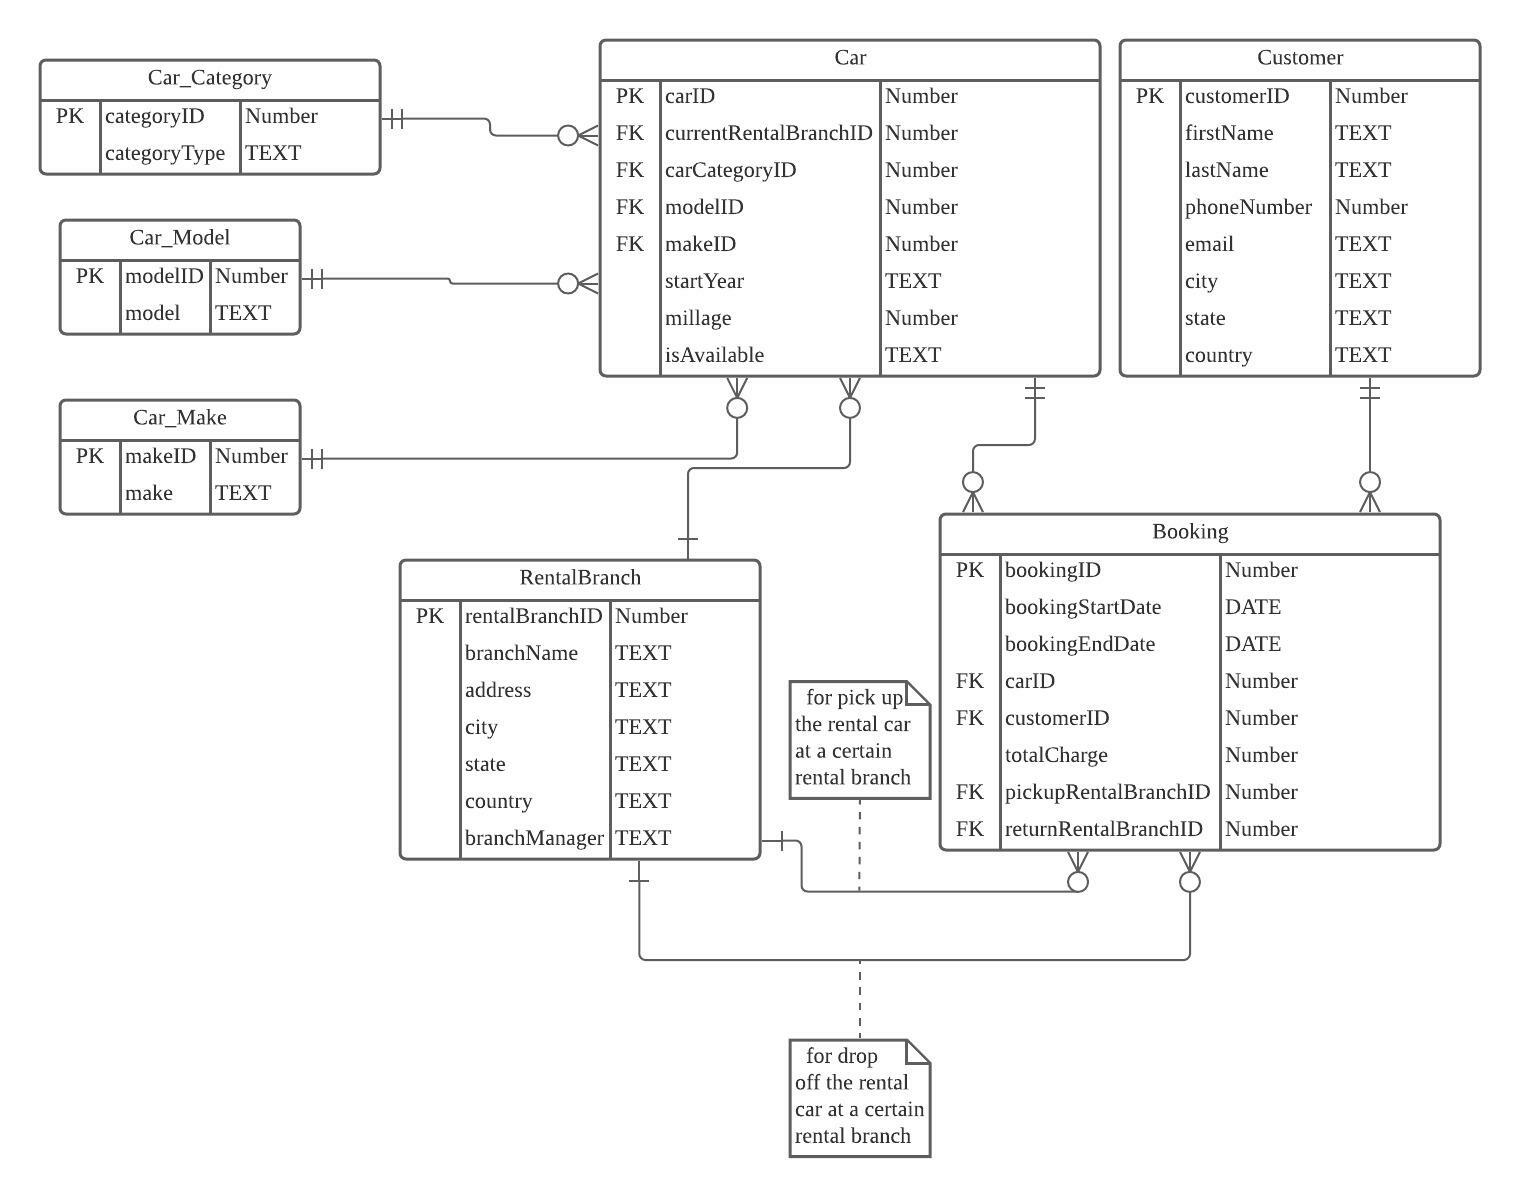 Car_Category
PK categoryID Number
categoryType TEXT
Car_Model
PK modelID Number
model TEXT
Car_Make
PK makeID Number
make TEXT
Car
PK carID Number
FK currentRentalBranchID Number
FK carCategoryID Number
FK modelID Number
FK makeID Number
startYear TEXT
millage Number
isAvailable TEXT
Customer
PK customerID Number
firstName TEXT
lastName TEXT
phoneNumber Number
email TEXT
city TEXT
state TEXT
country TEXT
RentalBranch
PK rentalBranchID Number
branchName TEXT
address TEXT
city TEXT
state TEXT
country TEXT
branchManager TEXT
for pick up
the rental car
at a certain
rental branch
Booking
PK bookingID Number
bookingStartDate DATE
bookingEndDate DATE
FK carID Number
FK customerID Number
totalCharge Number
FK pickupRentalBranchID Number
FK returnRentalBranchID Number
for drop
off the rental
car at a certain
rental branch